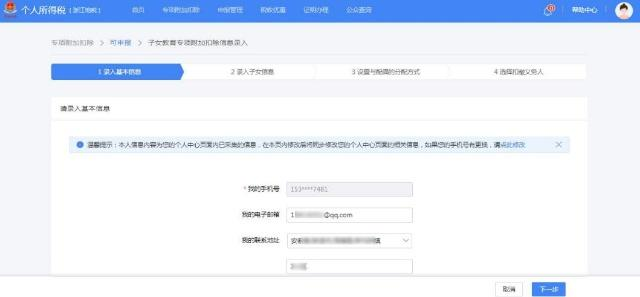 个人所得税 | 浙江地税 |
首页 专项附加扣除 申报管理 税收优惠 证明办理 公众查询
帮助中心
专项附加扣除 > 可申报 > 子女教育专项附加扣除信息录入
1 录入基本信息 2 录入子女信息 3 设置与配偶的分配方式 4 选择扣缴义务人
请录入基本信息
温馨提示：本人信息内容为您的个人中心页面内已采集的信息，在本页内修改后将同步修改您的个人中心页面的相关信息，如果您的手机号有更换，请点此修改
* 我的手机号 153****7481
我的电子邮箱 1 @qq.com
我的联系地址 安 镇
取消 下一步